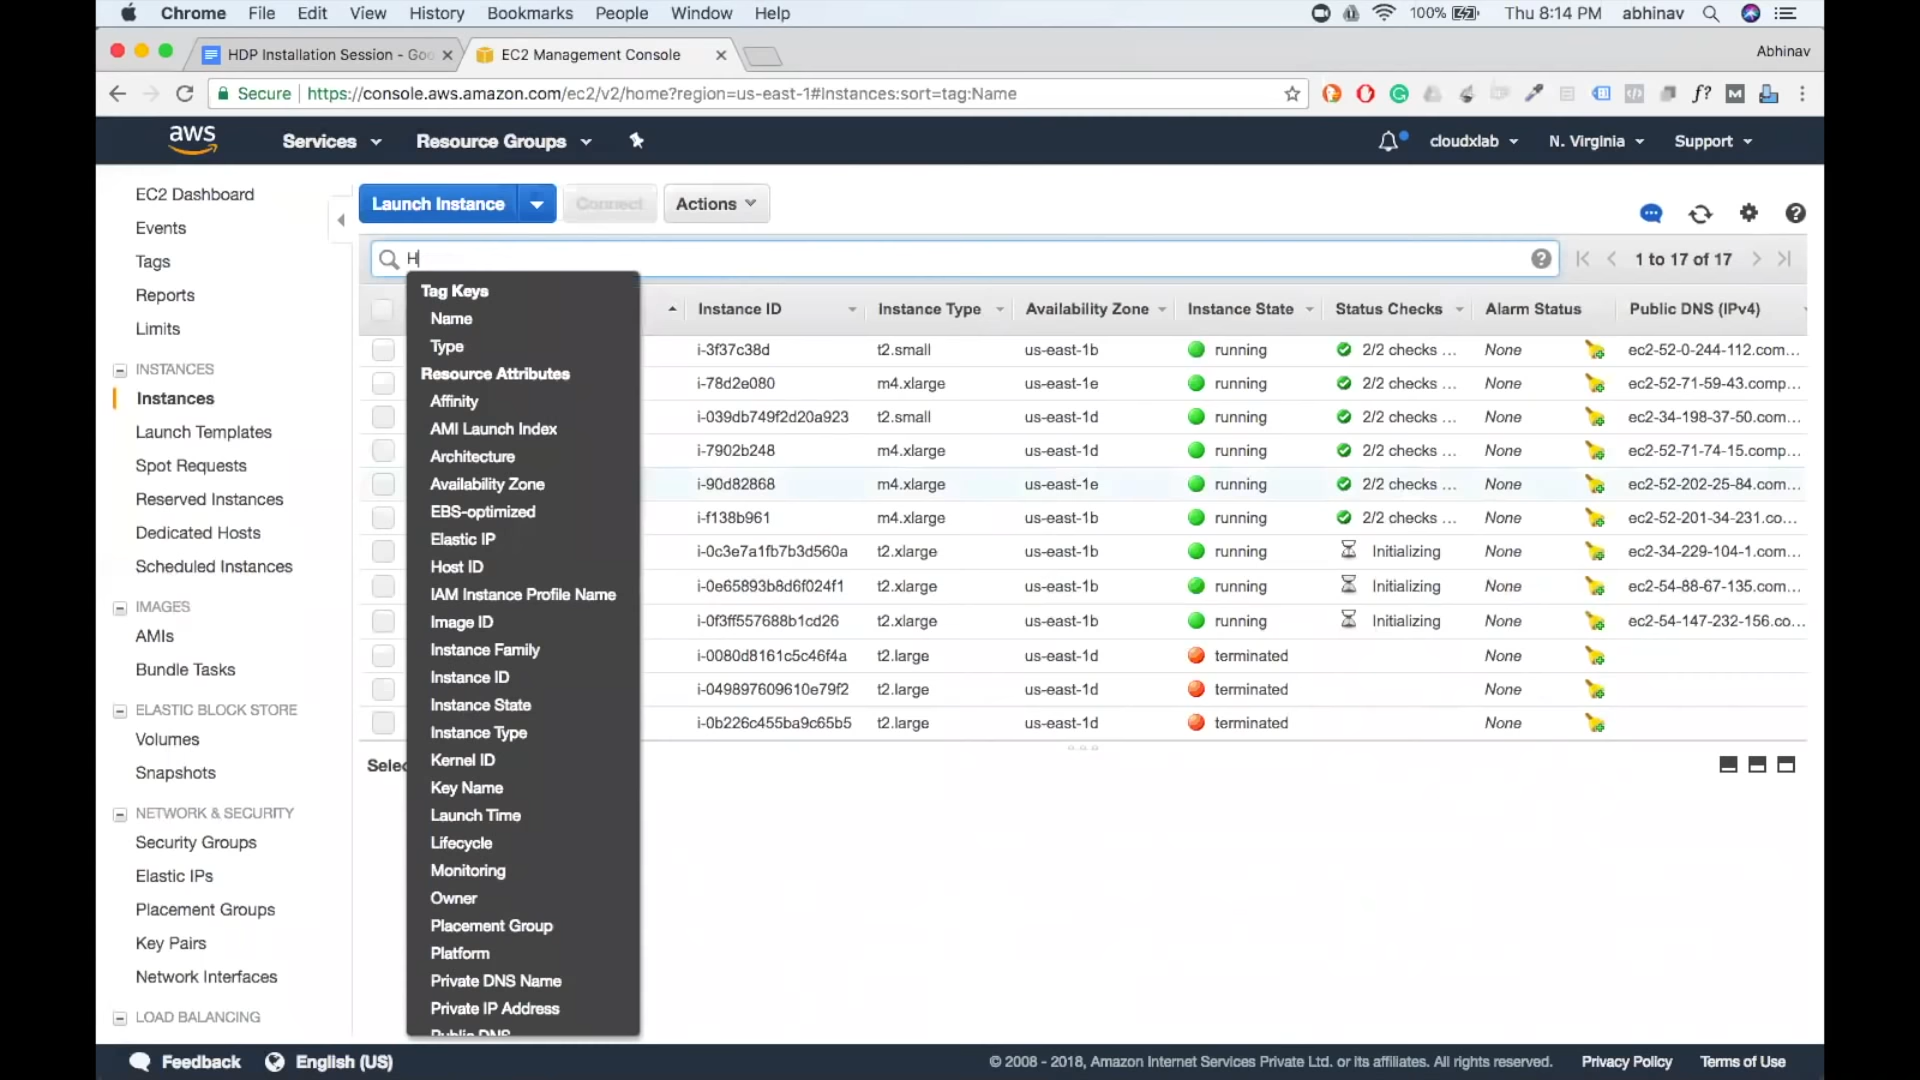 Chrome File Edit View History Bookmarks People Window Help 100% Thu 8:14 PM abhinav
HDP Installation Session - Goo EC2 Management Console Abhinav
Secure https://console.aws.amazon.com/ec2/v2/home?region=us-east-1#Instances:sort=tag:Name
aws Services Resource Groups cloudxlab N. Virginia Support
EC2 Dashboard
Events
Tags
Reports
Limits
INSTANCES
Instances
Launch Templates
Spot Requests
Reserved Instances
Dedicated Hosts
Scheduled Instances
IMAGES
AMIs
Bundle Tasks
ELASTIC BLOCK STORE
Volumes
Snapshots
NETWORK & SECURITY
Security Groups
Elastic IPs
Placement Groups
Key Pairs
Network Interfaces
LOAD BALANCING
Launch Instance Connect Actions
H 1 to 17 of 17
Tag Keys
Name
Type
Resource Attributes
Affinity
AMI Launch Index
Architecture
Availability Zone
EBS-optimized
Elastic IP
Host ID
IAM Instance Profile Name
Image ID
Instance Family
Instance ID
Instance State
Instance Type
Kernel ID
Key Name
Launch Time
Lifecycle
Monitoring
Owner
Placement Group
Platform
Private DNS Name
Private IP Address
Public DNS
Instance ID Instance Type Availability Zone Instance State Status Checks Alarm Status Public DNS (IPv4)
i-3f37c38d t2.small us-east-1b running 2/2 checks ... None ec2-52-0-244-112.com...
i-78d2e080 m4.xlarge us-east-1e running 2/2 checks ... None ec2-52-71-59-43.comp...
i-039db749f2d20a923 t2.small us-east-1d running 2/2 checks ... None ec2-34-198-37-50.com...
i-7902b248 m4.xlarge us-east-1d running 2/2 checks ... None ec2-52-71-74-15.comp...
i-90d82868 m4.xlarge us-east-1e running 2/2 checks ... None ec2-52-202-25-84.com...
i-f138b961 m4.xlarge us-east-1b running 2/2 checks ... None ec2-52-201-34-231.co...
i-0c3e7a1fb7b3d560a t2.xlarge us-east-1b running Initializing None ec2-34-229-104-1.com...
i-0e65893b8d6f024f1 t2.xlarge us-east-1b running Initializing None ec2-54-88-67-135.com...
i-0f3ff557688b1cd26 t2.xlarge us-east-1b running Initializing None ec2-54-147-232-156.co...
i-0080d8161c5c46f4a t2.large us-east-1d terminated None
i-049897609610e79f2 t2.large us-east-1d terminated None
i-0b226c455ba9c65b5 t2.large us-east-1d terminated None
Selec
Feedback English (US) © 2008 - 2018, Amazon Internet Services Private Ltd. or its affiliates. All rights reserved. Privacy Policy Terms of Use